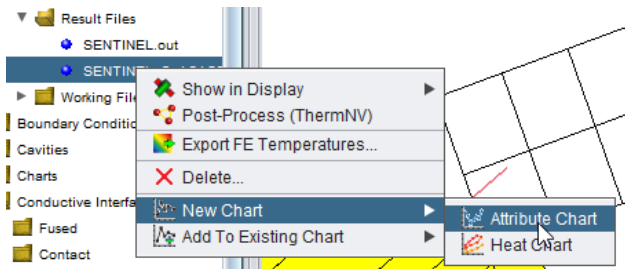 Result Files
SENTINEL.out
SENTINEL
Working File
Boundary Conditio
Cavities
Charts
Conductive Interfa
Fused
Contact
Show in Display
Post-Process (ThermNV)
Export FE Temperatures...
Delete...
New Chart
Add To Existing Chart
Attribute Chart
Heat Chart